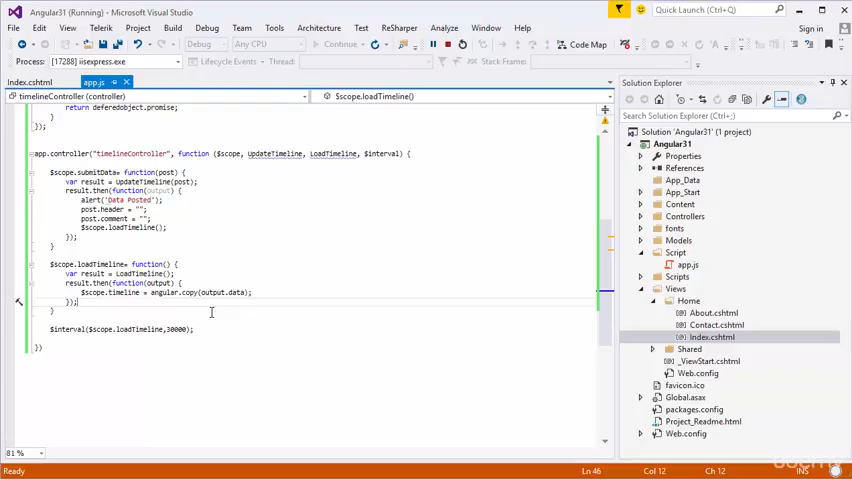 Angular31 (Running) - Microsoft Visual Studio
Quick Launch (Ctrl+Q)
FILE EDIT VIEW Telerik PROJECT BUILD DEBUG TEAM TOOLS ARCHITECTURE TEST RESHARPER ANALYZE WINDOW HELP
Sign in
Debug Any CPU Continue Code Map
Process: [17288] iisexpress.exe Lifecycle Events Thread: Stack Frame:
Index.cshtml app.js
Solution Explorer
timelineController (controller) $scope.loadTimeline()
Search Solution Explorer (Ctrl+;)
return deferedobject.promise;
}
});
app.controller("timelineController", function ($scope, UpdateTimeline, LoadTimeline, $interval) {
$scope.submitData= function(post) {
var result = UpdateTimeline(post);
result.then(function(output) {
alert('Data Posted');
post.header = "";
post.comment = "";
$scope.loadTimeline();
});
}
$scope.loadTimeline= function() {
var result = LoadTimeline();
result.then(function(output) {
$scope.timeline = angular.copy(output.data);
});
}
$interval($scope.loadTimeline,30000);
})
Solution 'Angular31' (1 project)
Angular31
Properties
References
App_Data
App_Start
Content
Controllers
fonts
Models
Script
app.js
Scripts
Views
Home
About.cshtml
Contact.cshtml
Index.cshtml
Shared
_ViewStart.cshtml
Web.config
favicon.ico
Global.asax
packages.config
Project_Readme.html
Web.config
81 %
Ready Ln 46 Col 12 Ch 12 INS